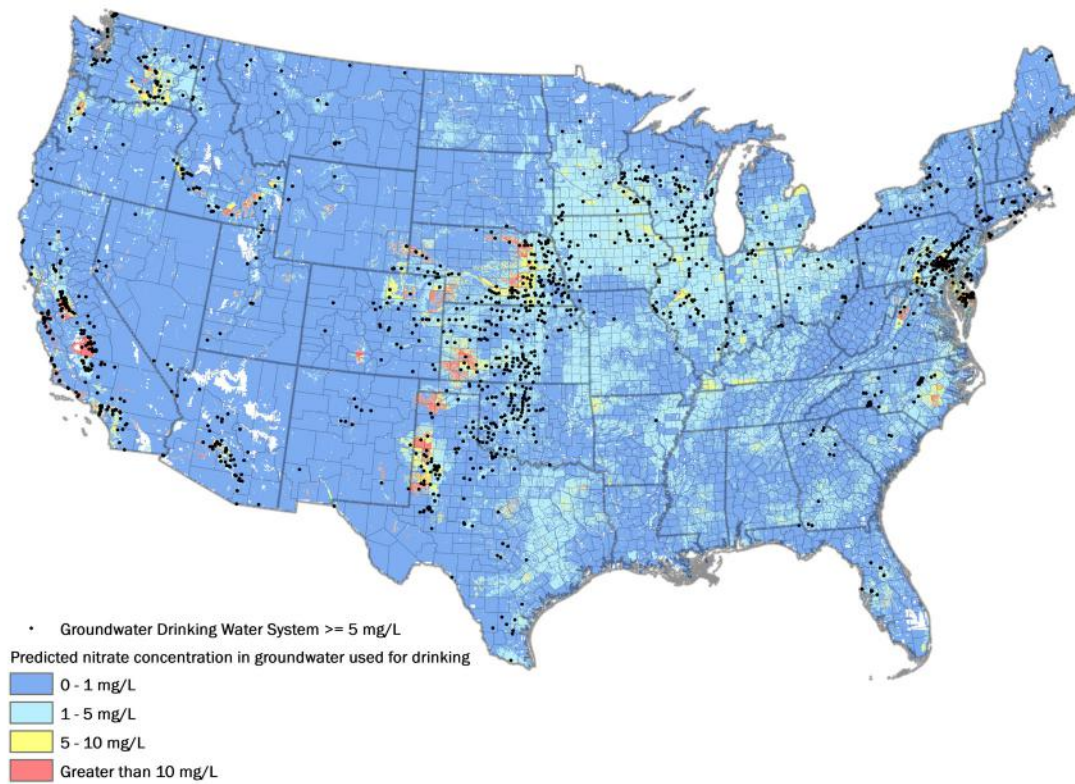 Groundwater Drinking Water System >= 5 mg/L
Predicted nitrate concentration in groundwater used for drinking
0 - 1 mg/L
1 - 5 mg/L
5 - 10 mg/L
Greater than 10 mg/L